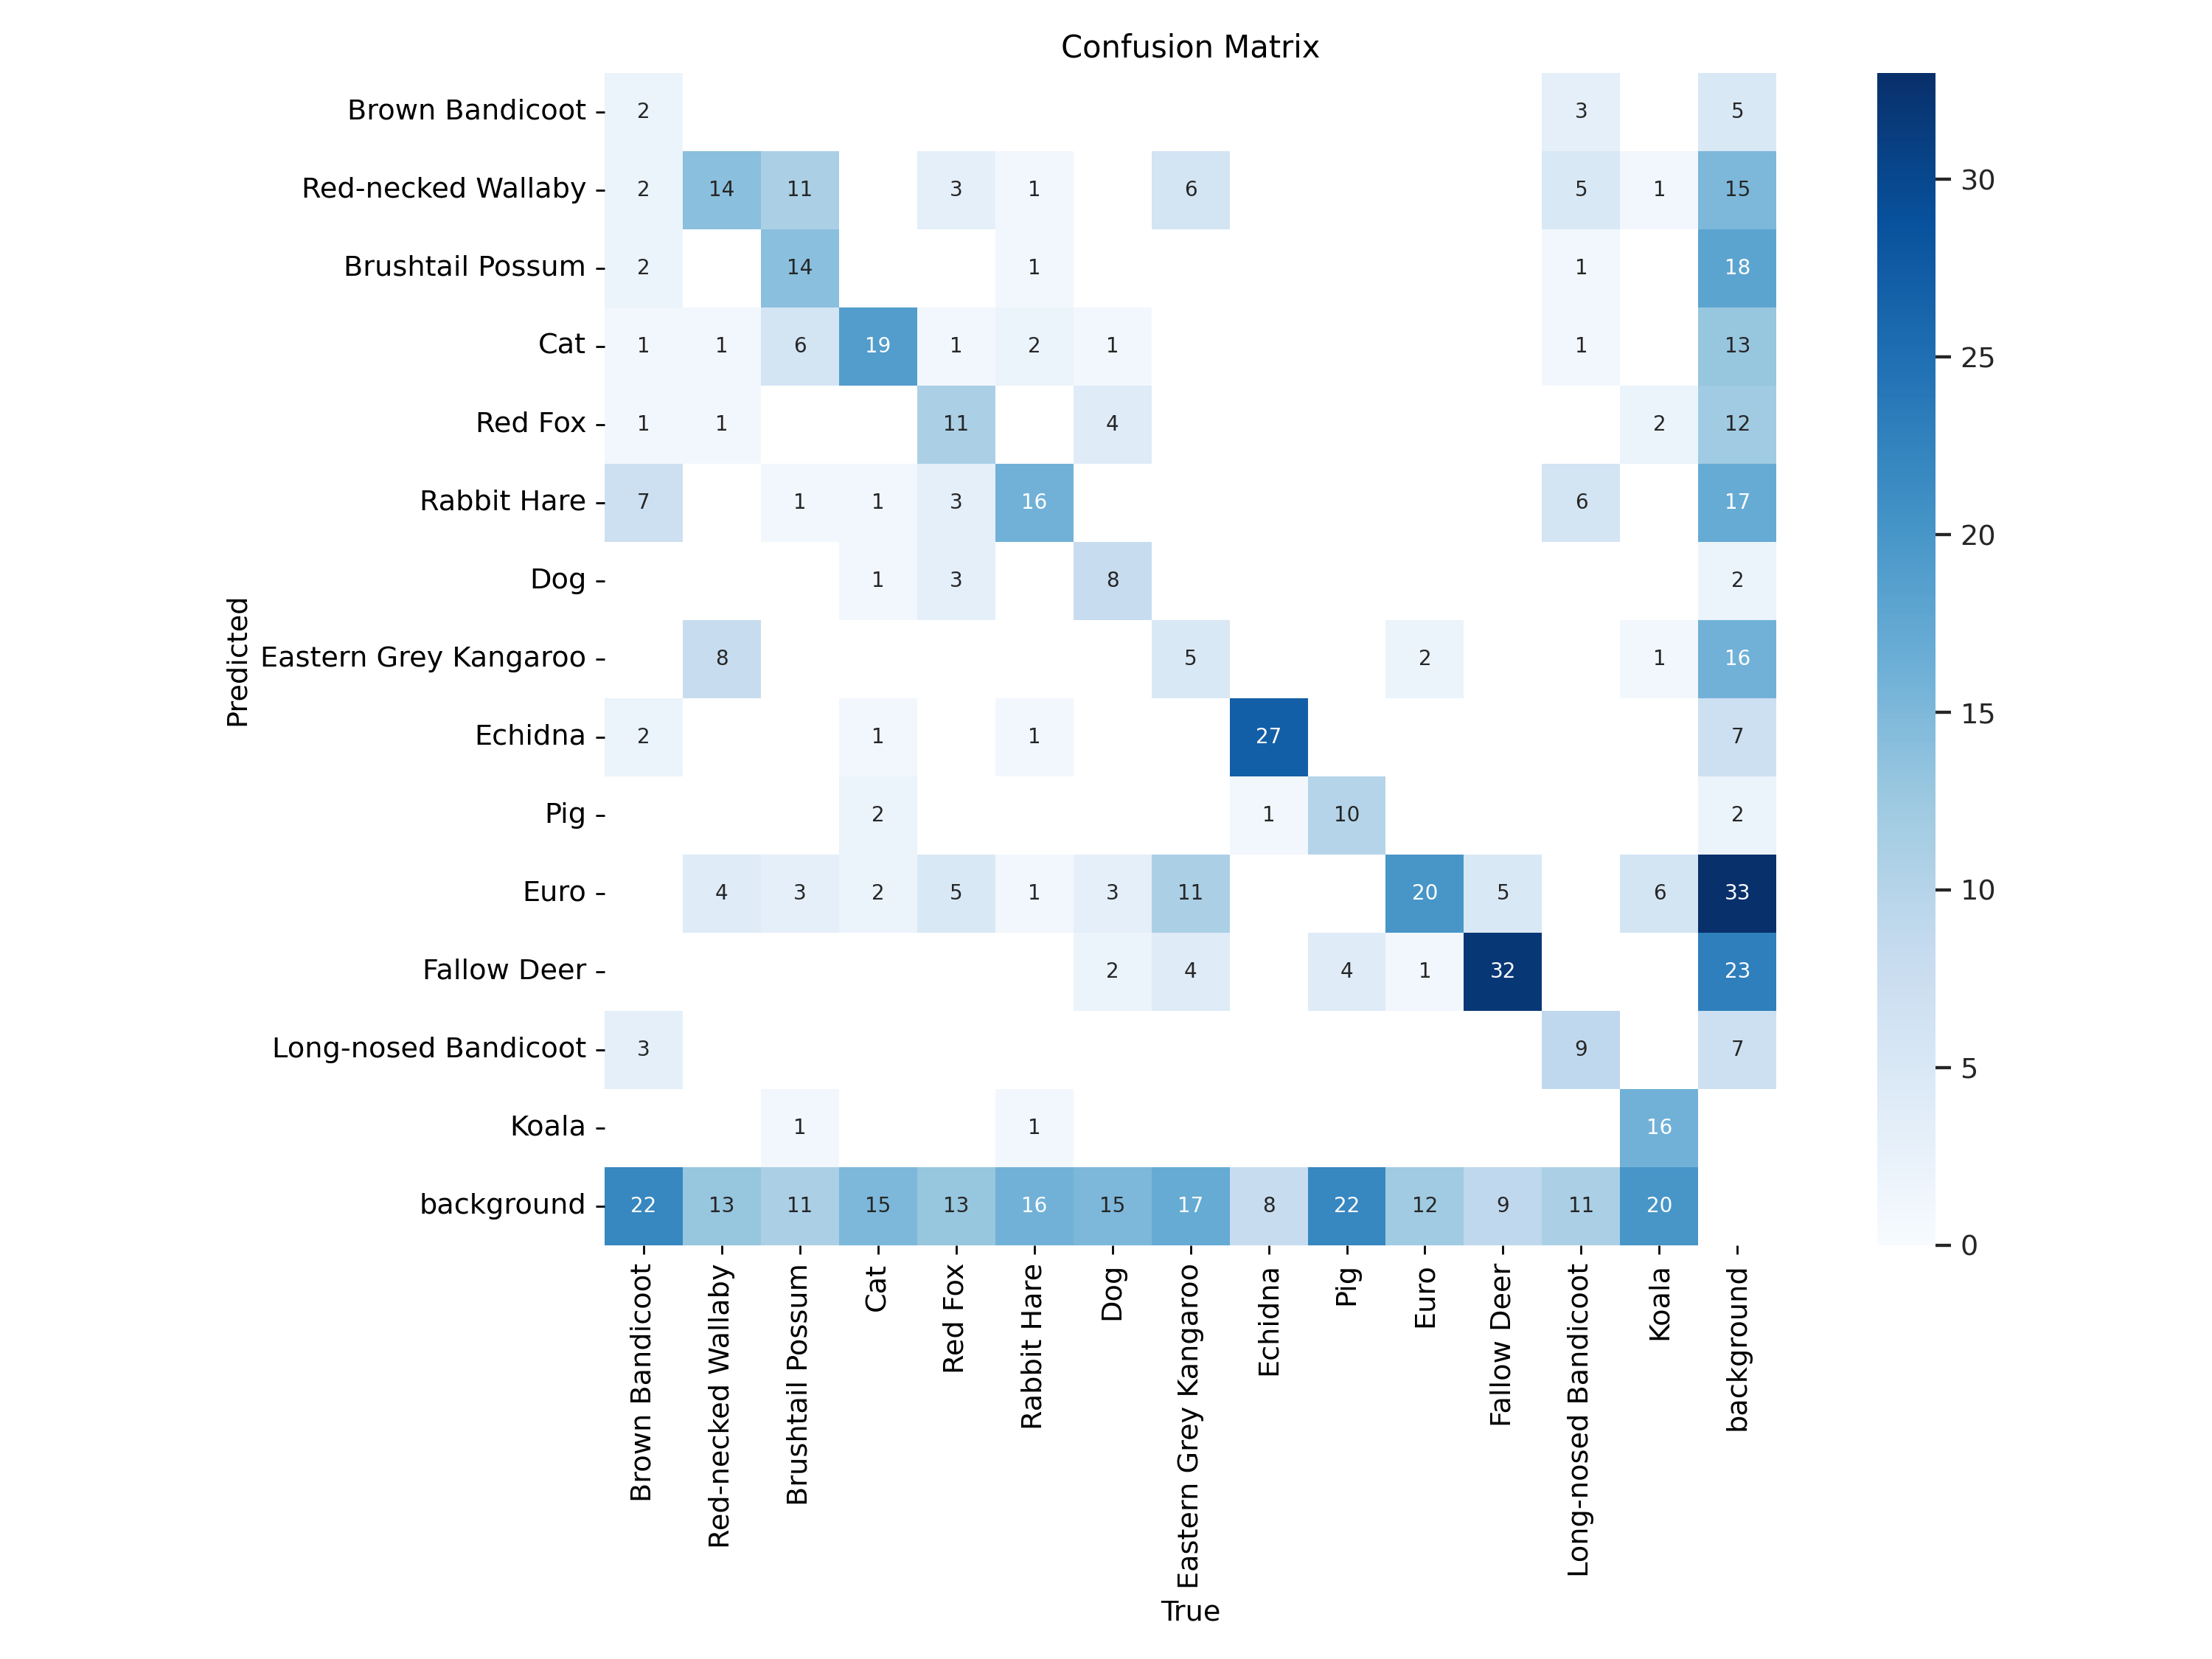 Confusion Matrix
Predicted
Brown Bandicoot 2 3 5
Red-necked Wallaby 2 14 11 3 1 6 5 1 15
Brushtail Possum 2 14 1 1 18
Cat 1 1 6 19 1 2 1 1 13
Red Fox 1 1 11 4 2 12
Rabbit Hare 7 1 1 3 16 6 17
Dog 1 3 8 2
Eastern Grey Kangaroo 8 5 2 1 16
Echidna 2 1 1 27 7
Pig 2 1 10 2
Euro 4 3 2 5 1 3 11 20 5 6 33
Fallow Deer 2 4 4 1 32 23
Long-nosed Bandicoot 3 9 7
Koala 1 1 16
background 22 13 11 15 13 16 15 17 8 22 12 9 11 20
Brown Bandicoot
Red-necked Wallaby
Brushtail Possum
Cat
Red Fox
Rabbit Hare
Dog
Eastern Grey Kangaroo
Echidna
Pig
Euro
Fallow Deer
Long-nosed Bandicoot
Koala
background
True
30
25
20
15
10
5
0